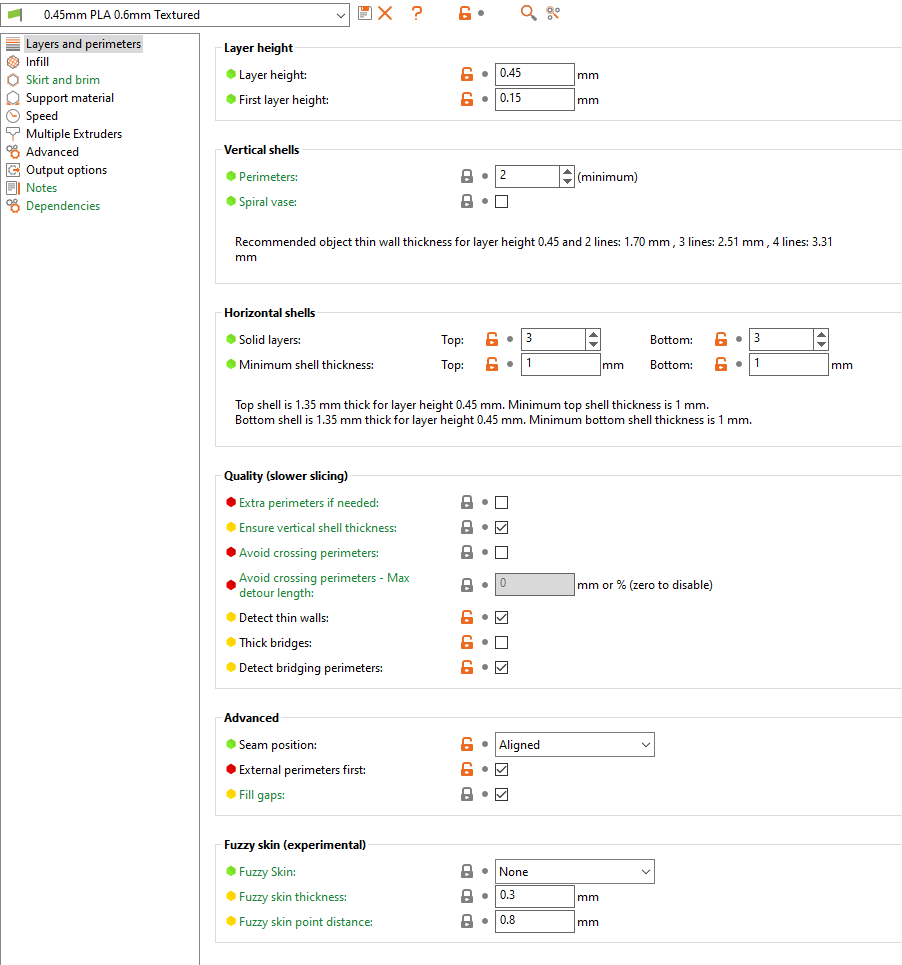 0.45mm PLA 0.6mm Textured
?
Layers and perimeters
Infill
Skirt and brim
Support material
Speed
Multiple Extruders
Advanced
Output options
Notes
Dependencies
Layer height
Layer height: 0.45 mm
First layer height: 0.15 mm
Vertical shells
Perimeters: 2 (minimum)
Spiral vase:
Recommended object thin wall thickness for layer height 0.45 and 2 lines: 1.70 mm , 3 lines: 2.51 mm , 4 lines: 3.31
mm
Horizontal shells
Solid layers: Top: 3 Bottom: 3
Minimum shell thickness: Top: 1 mm Bottom: 1 mm
Top shell is 1.35 mm thick for layer height 0.45 mm. Minimum top shell thickness is 1 mm.
Bottom shell is 1.35 mm thick for layer height 0.45 mm. Minimum bottom shell thickness is 1 mm.
Quality (slower slicing)
Extra perimeters if needed:
Ensure vertical shell thickness:
Avoid crossing perimeters:
Avoid crossing perimeters - Max
detour length: 0 mm or % (zero to disable)
Detect thin walls:
Thick bridges:
Detect bridging perimeters:
Advanced
Seam position: Aligned
External perimeters first:
Fill gaps:
Fuzzy skin (experimental)
Fuzzy Skin: None
Fuzzy skin thickness: 0.3 mm
Fuzzy skin point distance: 0.8 mm